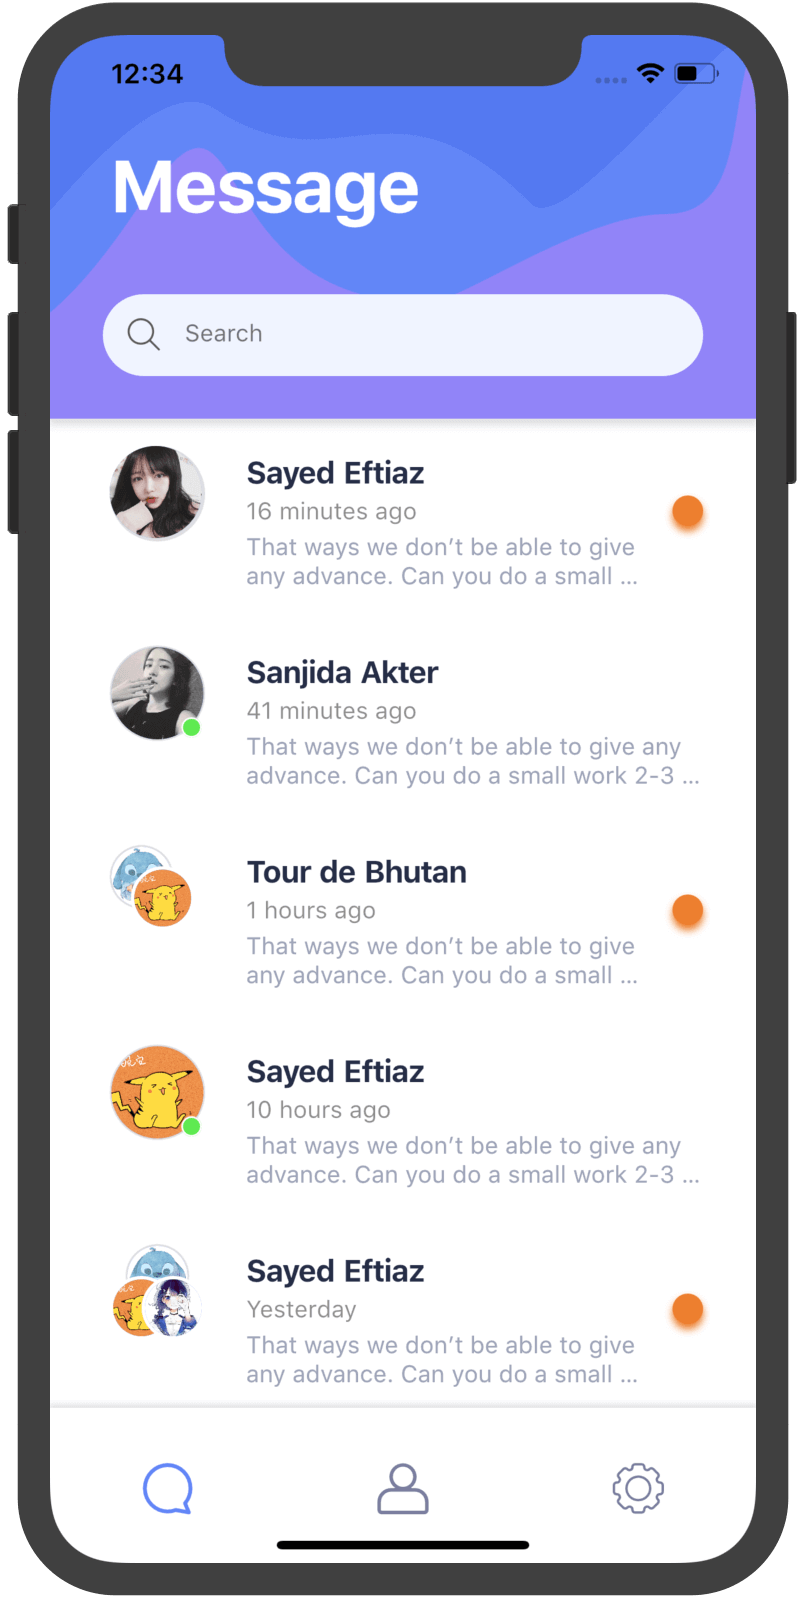 12:34
Message
Search
Sayed Eftiaz
16 minutes ago
That ways we don’t be able to give
any advance. Can you do a small ...
Sanjida Akter
41 minutes ago
That ways we don’t be able to give any
advance. Can you do a small work 2-3 ...
Tour de Bhutan
1 hours ago
That ways we don’t be able to give
any advance. Can you do a small ...
Sayed Eftiaz
10 hours ago
That ways we don’t be able to give any
advance. Can you do a small work 2-3 ...
Sayed Eftiaz
Yesterday
That ways we don’t be able to give
any advance. Can you do a small ...